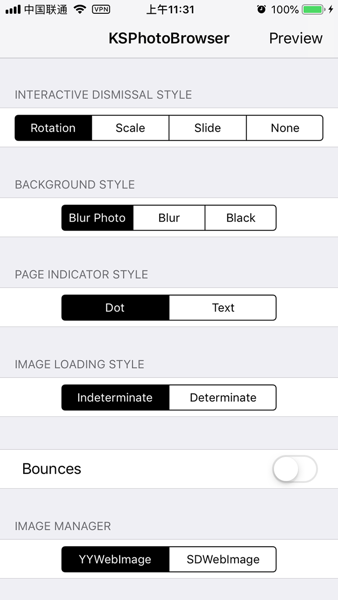 中国联通 VPN 上午11:31 100%
KSPhotoBrowser Preview
INTERACTIVE DISMISSAL STYLE
Rotation Scale Slide None
BACKGROUND STYLE
Blur Photo Blur Black
PAGE INDICATOR STYLE
Dot Text
IMAGE LOADING STYLE
Indeterminate Determinate
Bounces
IMAGE MANAGER
YYWebImage SDWebImage